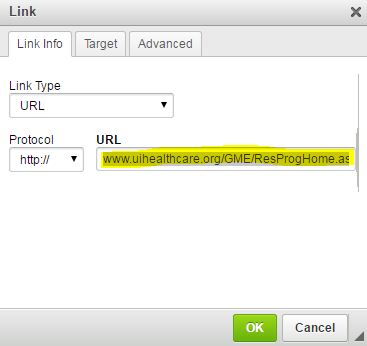 Link
Link Info Target Advanced
Link Type
URL
Protocol URL
http:// www.uihealthcare.org/GME/ResProgHome.as
OK Cancel